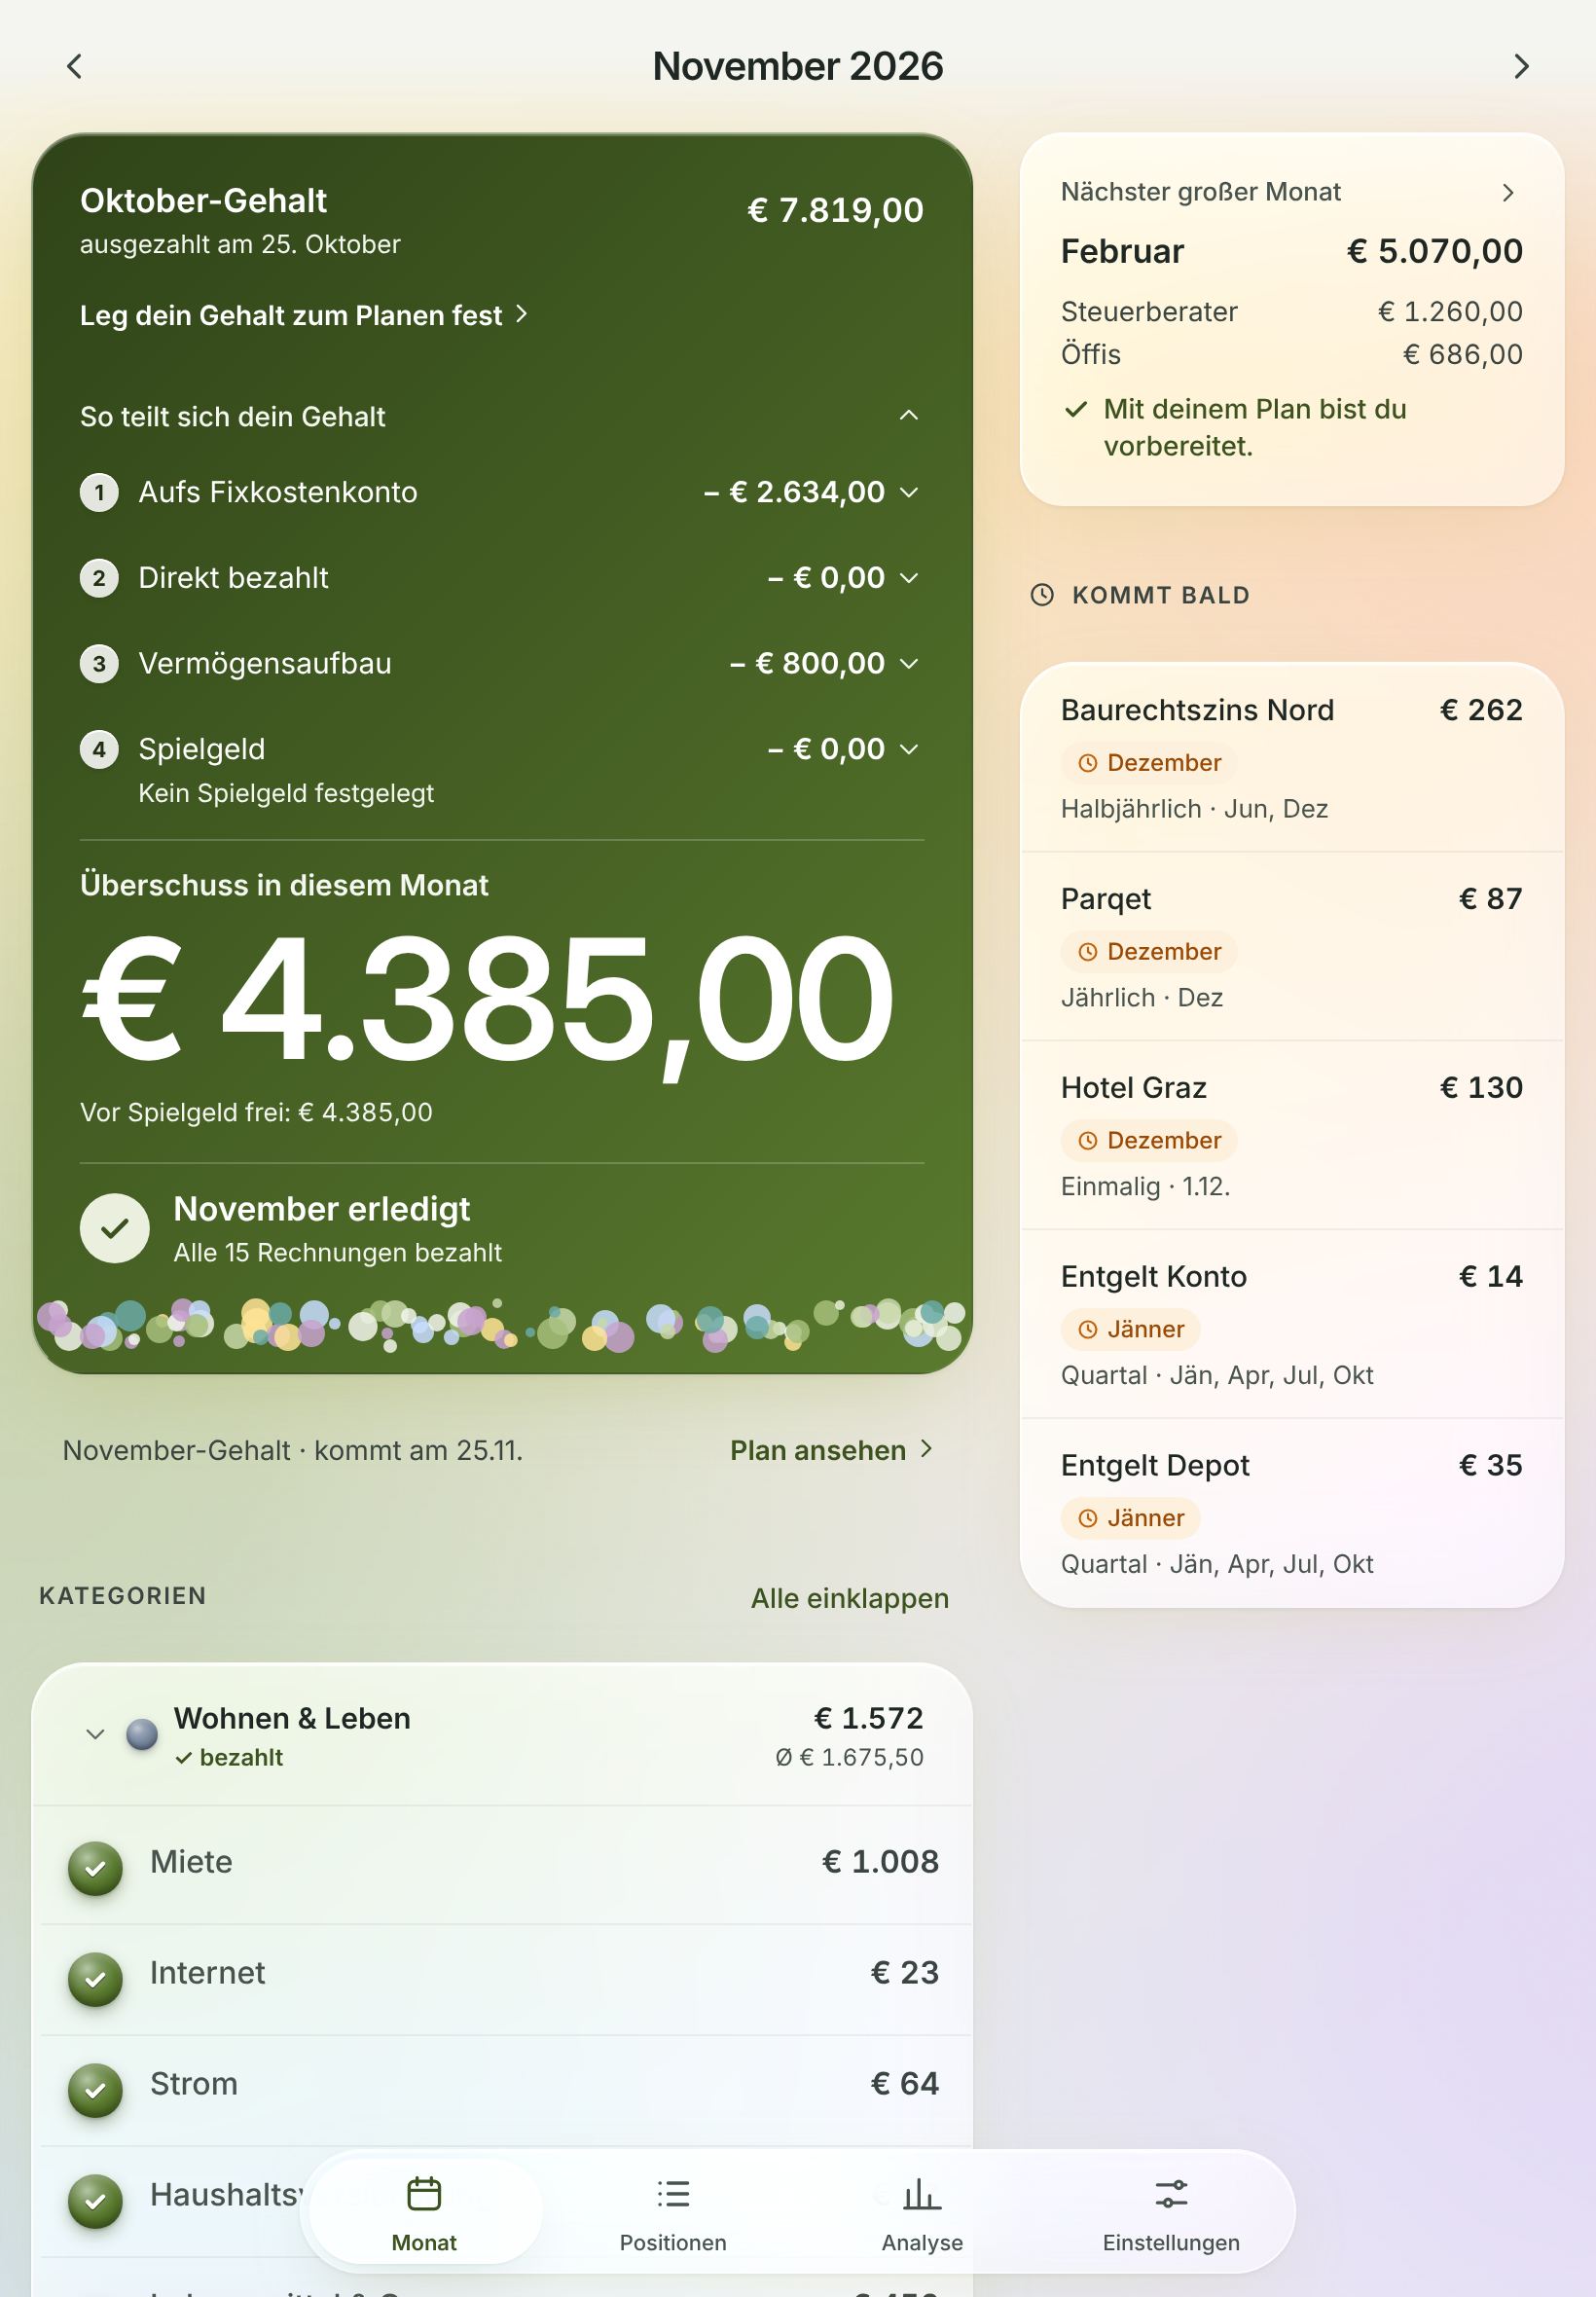 November 2026
Oktober-Gehalt
€ 7.819,00
ausgezahlt am 25. Oktober
Leg dein Gehalt zum Planen fest
So teilt sich dein Gehalt
1 Aufs Fixkostenkonto – € 2.634,00
2 Direkt bezahlt – € 0,00
3 Vermögensaufbau – € 800,00
4 Spielgeld – € 0,00
Kein Spielgeld festgelegt
Überschuss in diesem Monat
€ 4.385,00
Vor Spielgeld frei: € 4.385,00
November erledigt
Alle 15 Rechnungen bezahlt
November-Gehalt · kommt am 25.11.
Plan ansehen
KATEGORIEN
Alle einklappen
Wohnen & Leben € 1.572
bezahlt Ø € 1.675,50
Miete € 1.008
Internet € 23
Strom € 64
Nächster großer Monat
Februar € 5.070,00
Steuerberater € 1.260,00
Öffis € 686,00
Mit deinem Plan bist du
vorbereitet.
KOMMT BALD
Baurechtszins Nord € 262
Dezember
Halbjährlich · Jun, Dez
Parqet € 87
Dezember
Jährlich · Dez
Hotel Graz € 130
Dezember
Einmalig · 1.12.
Entgelt Konto € 14
Jänner
Quartal · Jän, Apr, Jul, Okt
Entgelt Depot € 35
Jänner
Quartal · Jän, Apr, Jul, Okt
Monat
Positionen
Analyse
Einstellungen